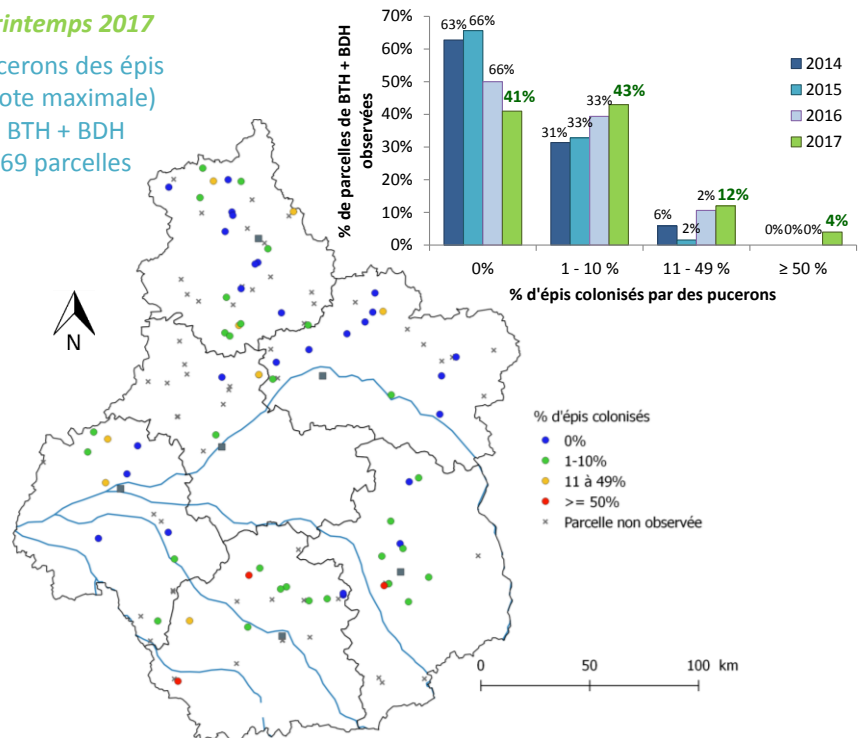 rintemps 2017
cerons des épis
ote maximale)
BTH + BDH
69 parcelles
% de parcelles de BTH + BDH
observées
70%
60%
50%
40%
30%
20%
10%
0%
63% 66%
66%
41%
31%
33%
33%
43%
6%
2%
2%
12%
0%0%0%
4%
2014
2015
2016
2017
0%
1 - 10 %
11 - 49 %
≥ 50 %
% d'épis colonisés par des pucerons
N
% d'épis colonisés
0%
1-10%
11 à 49%
>= 50%
Parcelle non observée
0 50 100 km